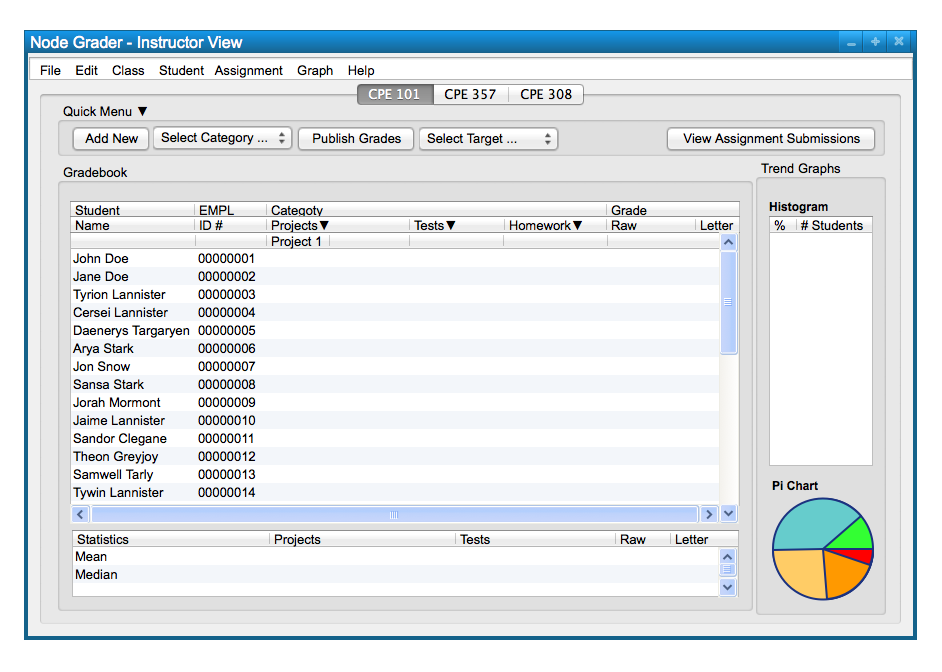 Node Grader - Instructor View
File Edit Class Student Assignment Graph Help
CPE 101 CPE 357 CPE 308
Quick Menu ▼
Add New Select Category ... Publish Grades Select Target ... View Assignment Submissions
Gradebook
Trend Graphs
Student EMPL Categoty Grade
Name ID # Projects▼ Tests▼ Homework▼ Raw Letter
Project 1
John Doe 00000001
Jane Doe 00000002
Tyrion Lannister 00000003
Cersei Lannister 00000004
Daenerys Targaryen 00000005
Arya Stark 00000006
Jon Snow 00000007
Sansa Stark 00000008
Jorah Mormont 00000009
Jaime Lannister 00000010
Sandor Clegane 00000011
Theon Greyjoy 00000012
Samwell Tarly 00000013
Tywin Lannister 00000014
Statistics Projects Tests Raw Letter
Mean
Median
Histogram
% # Students
Pi Chart